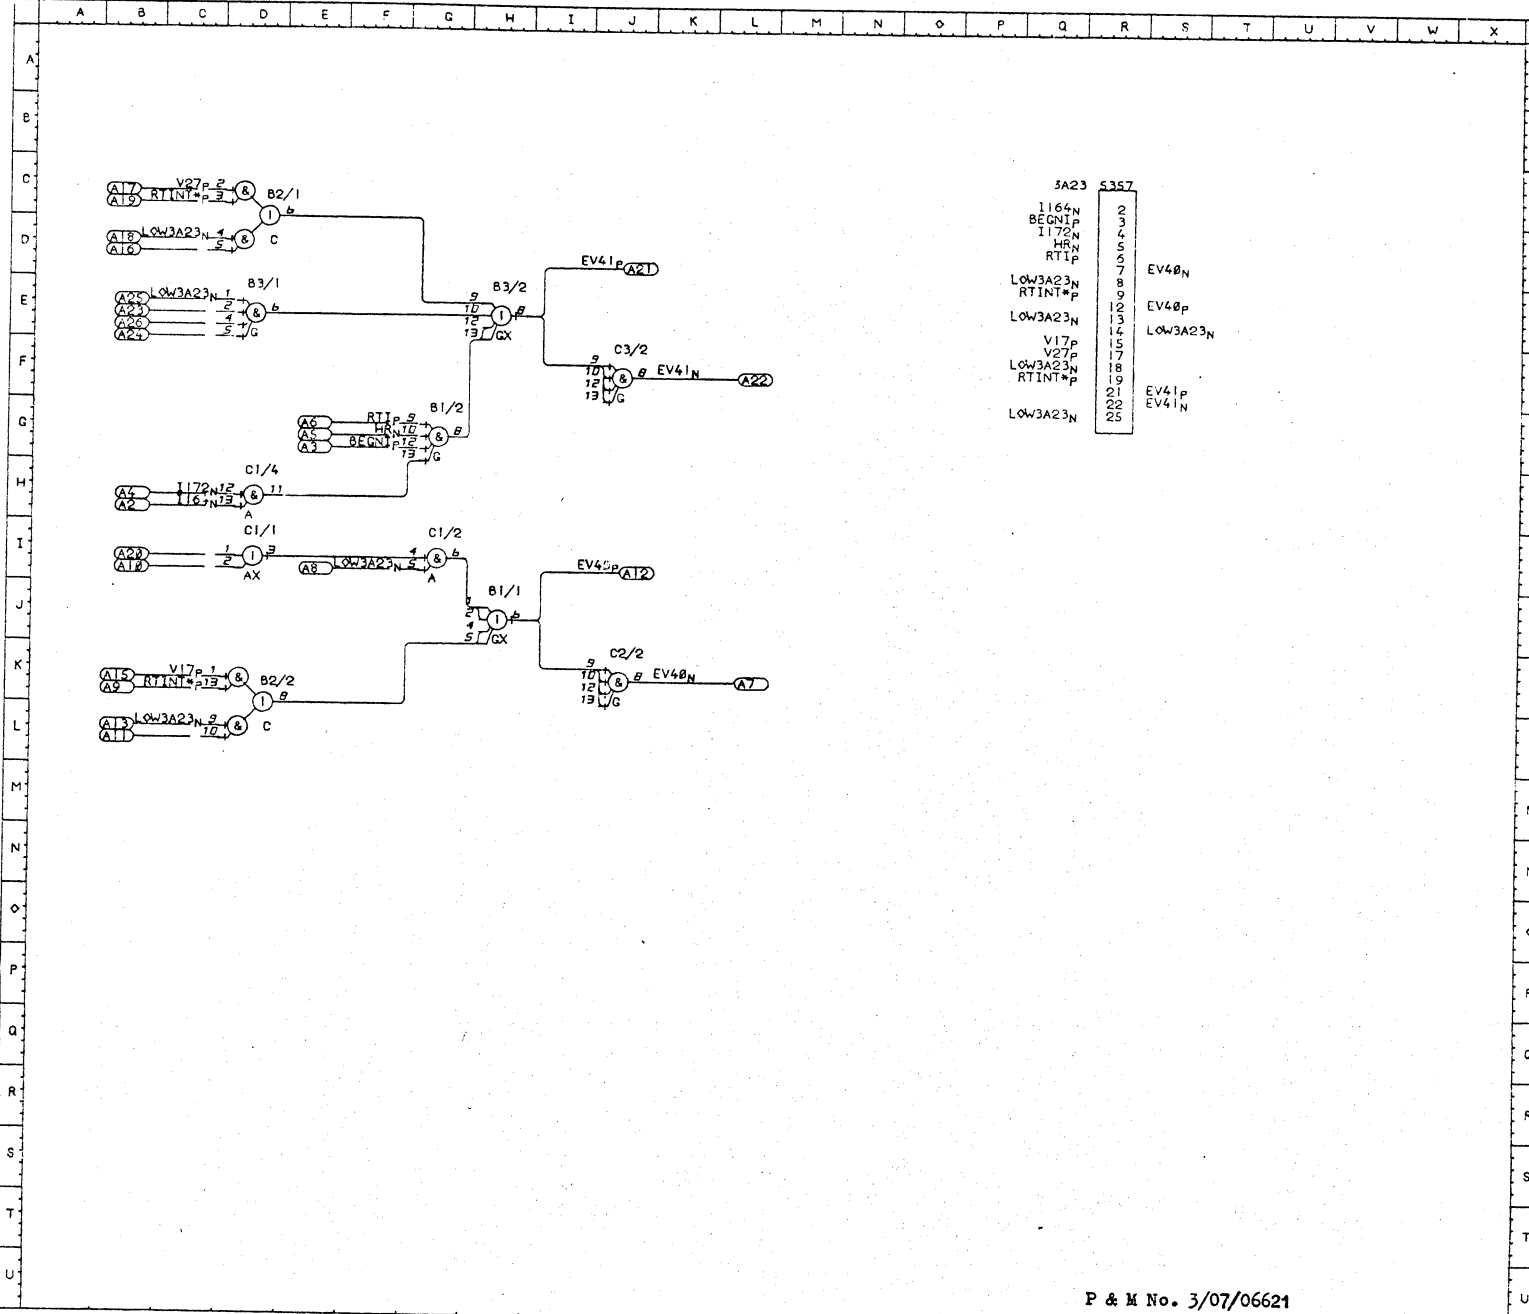 A B C D E F G H I J K L M N O P Q R S T U V W X
A
B
C
D
E
F
G
H
I
J
K
L
M
N
O
P
Q
R
S
T
U
A17 V27P 2 &
A19 RTINT*P 3
B2/1
1 6
A18 LOW3A23N 4 & C
A16 5
B3/1
A25 LOW3A23N 1
A23 2 & 6
A26 4
A24 5 G
B3/2
9
10 1 8
12
13 GX
EV41P A21
C3/2
9
10 & 8 EV41N A22
12
13 G
B1/2
A6 RTIP 9
A5 HRN 10 & 8
A3 BEGNIP 12
13 G
C1/4
A4 I172N 12 & 11
A2 N 13
A
C1/1
A20 1 1 3
A10 2
AX
C1/2
4 & 6
A8 LOW3A23N 5
A
B1/1
1
2 1 6
4
5 GX
EV4 P A12
C2/2
9
10 & 8 EV40N A7
12
13 G
A15 V17P 1 &
A9 RTINT*P 13
B2/2
1 8
A13 LOW3A23N 9 & C
A11 10
3A23 S357
I164N 2
BEGNIP 3
I172N 4
HRN 5
RTIP 6
7 EV40N
LOW3A23N 8
RTINT*P 9
12 EV40P
LOW3A23N 13
14 LOW3A23N
V17P 15
V27P 17
LOW3A23N 18
RTINT*P 19
21 EV41P
22 EV41N
LOW3A23N 25
P & M No. 3/07/06621